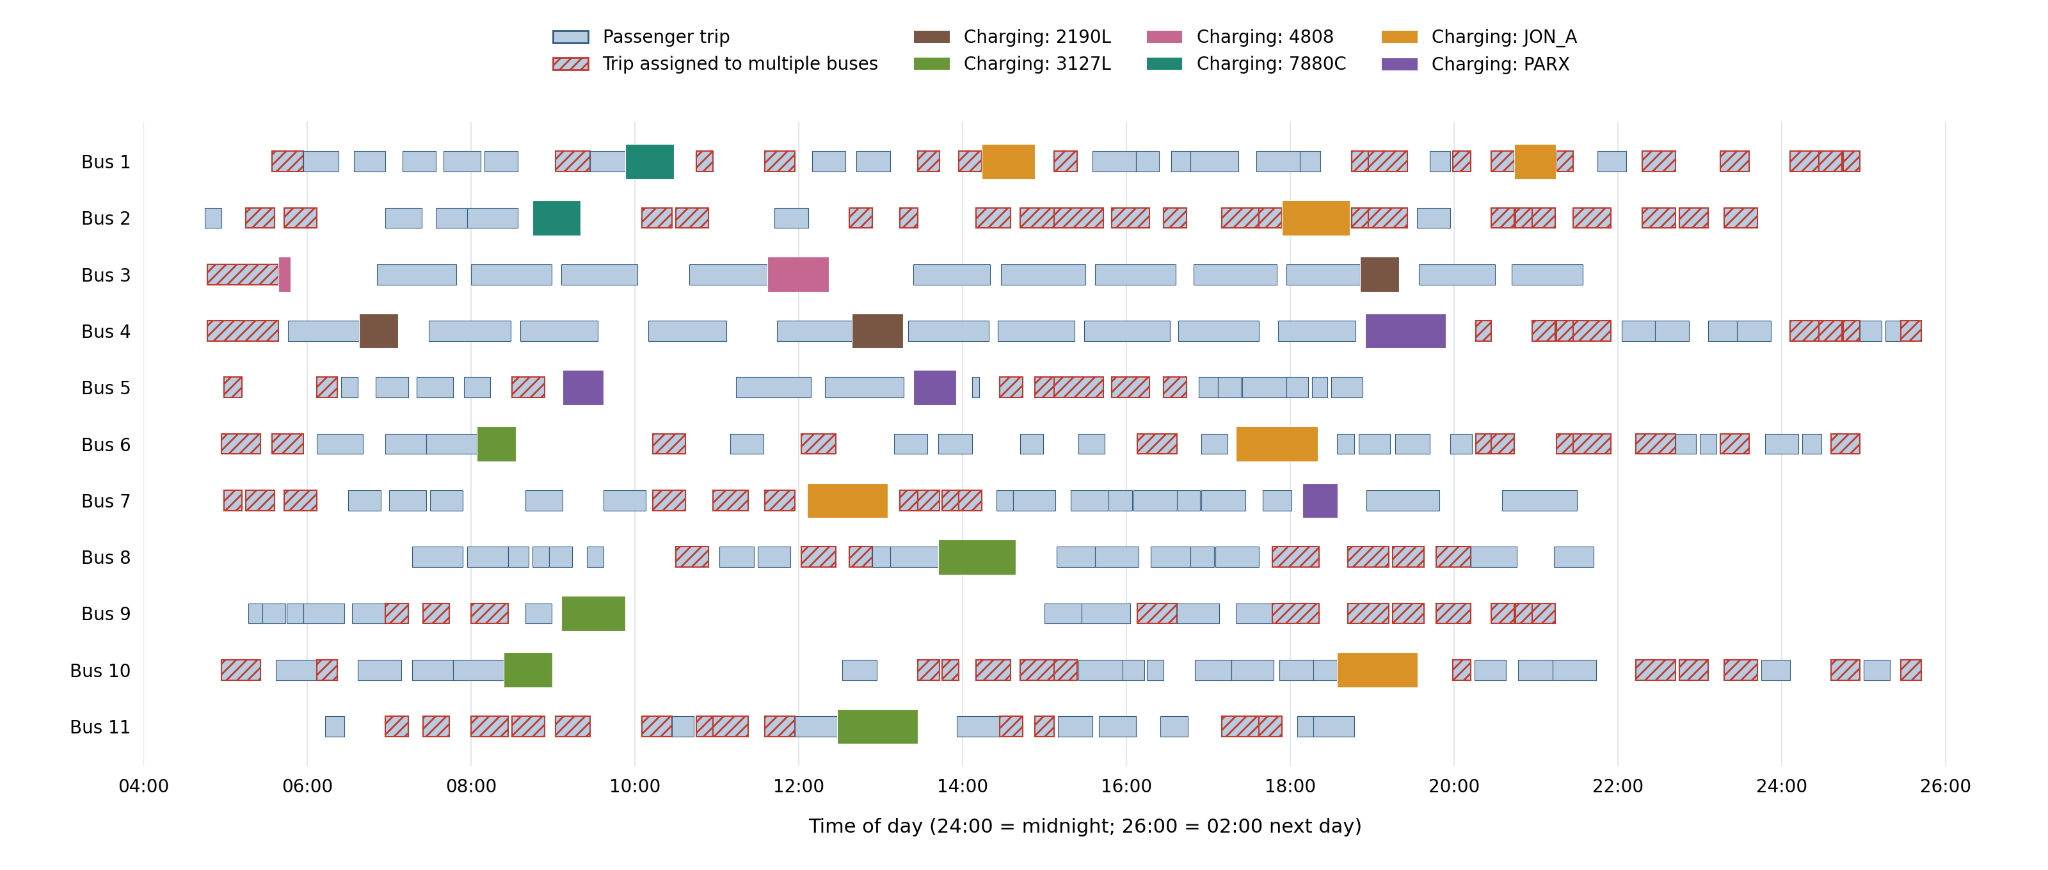 Passenger trip
Trip assigned to multiple buses
Charging: 2190L
Charging: 3127L
Charging: 4808
Charging: 7880C
Charging: JON_A
Charging: PARX
Bus 1
Bus 2
Bus 3
Bus 4
Bus 5
Bus 6
Bus 7
Bus 8
Bus 9
Bus 10
Bus 11
04:00 06:00 08:00 10:00 12:00 14:00 16:00 18:00 20:00 22:00 24:00 26:00
Time of day (24:00 = midnight; 26:00 = 02:00 next day)